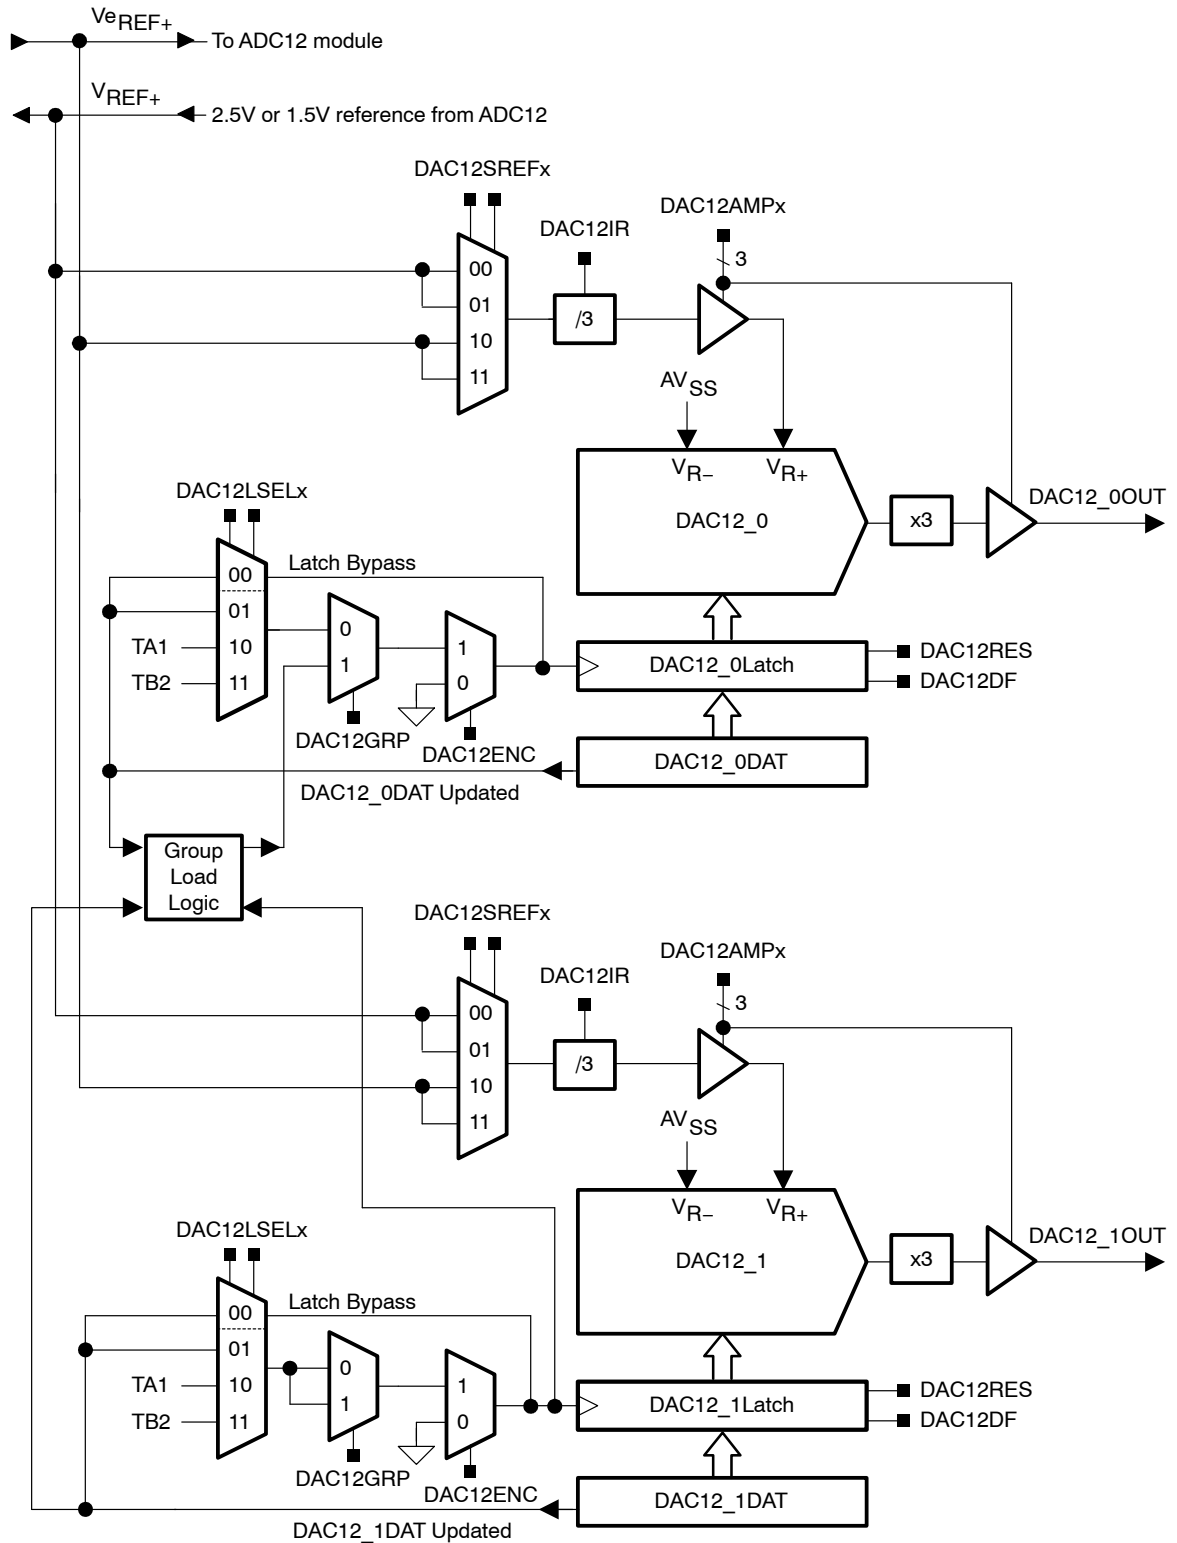 VeREF+
To ADC12 module
VREF+
2.5V or 1.5V reference from ADC12
DAC12SREFx
DAC12IR
DAC12AMPx
3
00
01
10
11
/3
AVSS
VR−
VR+
DAC12_0
x3
DAC12_0OUT
DAC12LSELx
Latch Bypass
00
01
TA1
10
TB2
11
0
1
1
0
DAC12GRP
DAC12ENC
DAC12_0Latch
DAC12RES
DAC12DF
DAC12_0DAT
DAC12_0DAT Updated
Group
Load
Logic
DAC12SREFx
DAC12IR
DAC12AMPx
3
00
01
10
11
/3
AVSS
VR−
VR+
DAC12_1
x3
DAC12_1OUT
DAC12LSELx
Latch Bypass
00
01
TA1
10
TB2
11
0
1
1
0
DAC12GRP
DAC12ENC
DAC12_1Latch
DAC12RES
DAC12DF
DAC12_1DAT
DAC12_1DAT Updated